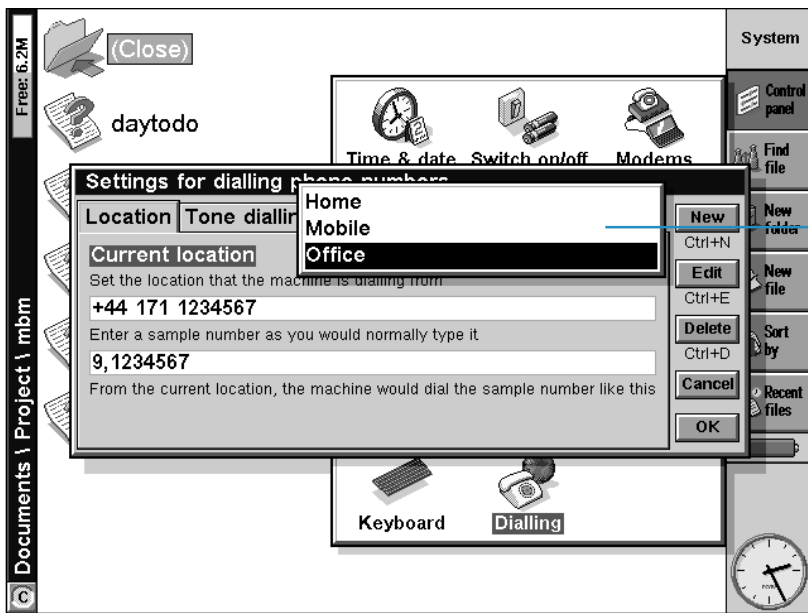 Free: 6.2M
Documents \ Project \ mbm
C
(Close)
daytodo
Time & date
Switch on/off
Modems
Settings for dialling phone numbers
Location
Tone diallin
Home
Mobile
Office
Current location
Set the location that the machine is dialling from
+44 171 1234567
Enter a sample number as you would normally type it
9,1234567
From the current location, the machine would dial the sample number like this
New
Ctrl+N
Edit
Ctrl+E
Delete
Ctrl+D
Cancel
OK
Keyboard
Dialling
System
Control
panel
Find
file
New
folder
New
file
Sort
by
Recent
files